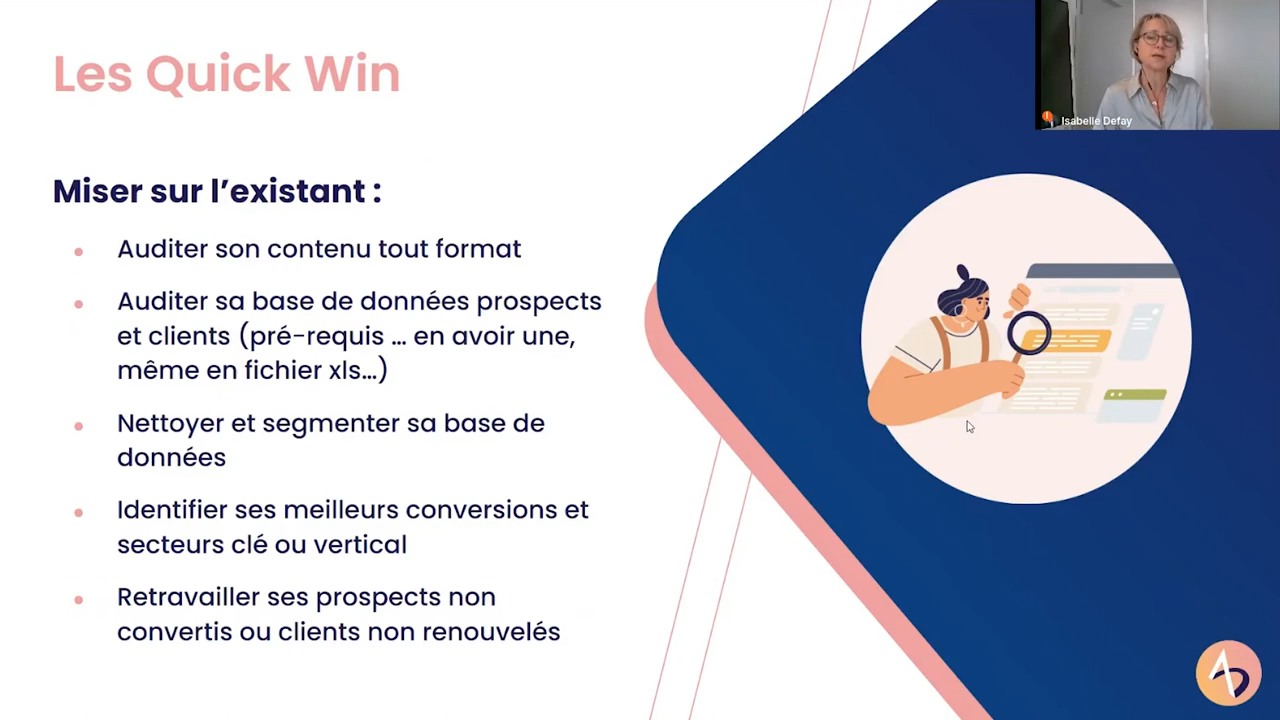 Les Quick Win
Miser sur l'existant :
Auditer son contenu tout format
Auditer sa base de données prospects
et clients (pré-requis ... en avoir une,
même en fichier xls...)
Nettoyer et segmenter sa base de
données
Identifier ses meilleurs conversions et
secteurs clé ou vertical
Retravailler ses prospects non
convertis ou clients non renouvelés
Isabelle Defay